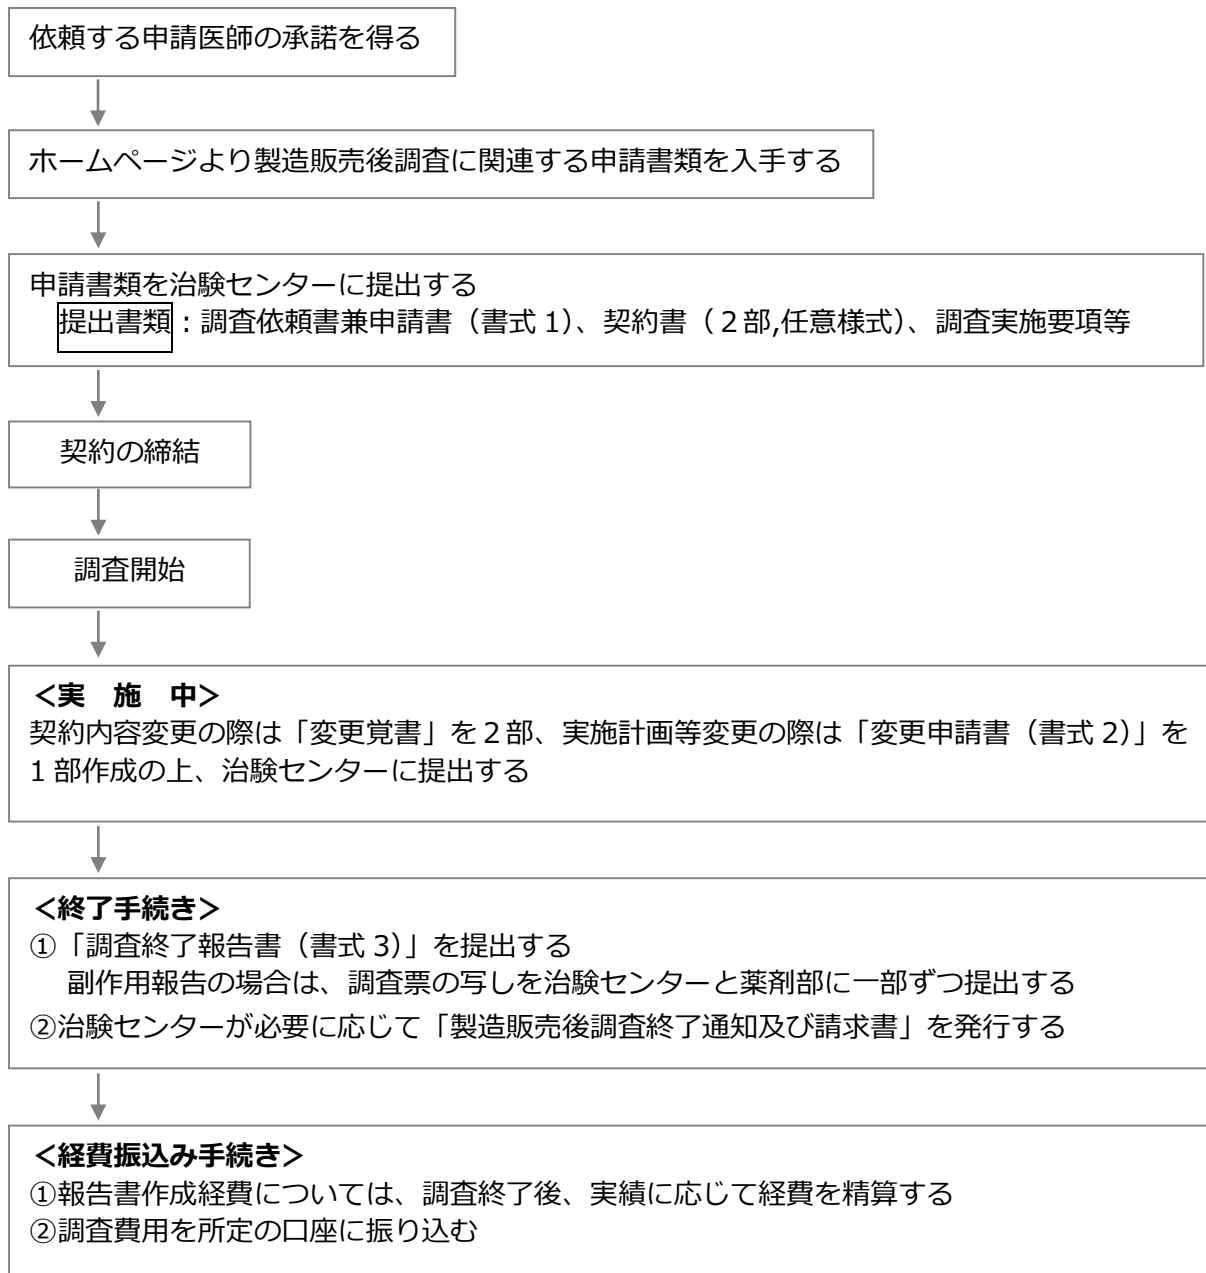 依頼する申請医師の承諾を得る
ホームページより製造販売後調査に関連する申請書類を入手する
申請書類を治験センターに提出する
提出書類：調査依頼書兼申請書（書式 1）、契約書（２部,任意様式）、調査実施要項等
契約の締結
調査開始
＜実　施　中＞
契約内容変更の際は「変更覚書」を２部、実施計画等変更の際は「変更申請書（書式 2）」を
1 部作成の上、治験センターに提出する
＜終了手続き＞
①「調査終了報告書（書式 3）」を提出する
副作用報告の場合は、調査票の写しを治験センターと薬剤部に一部ずつ提出する
②治験センターが必要に応じて「製造販売後調査終了通知及び請求書」を発行する
＜経費振込み手続き＞
①報告書作成経費については、調査終了後、実績に応じて経費を精算する
②調査費用を所定の口座に振り込む